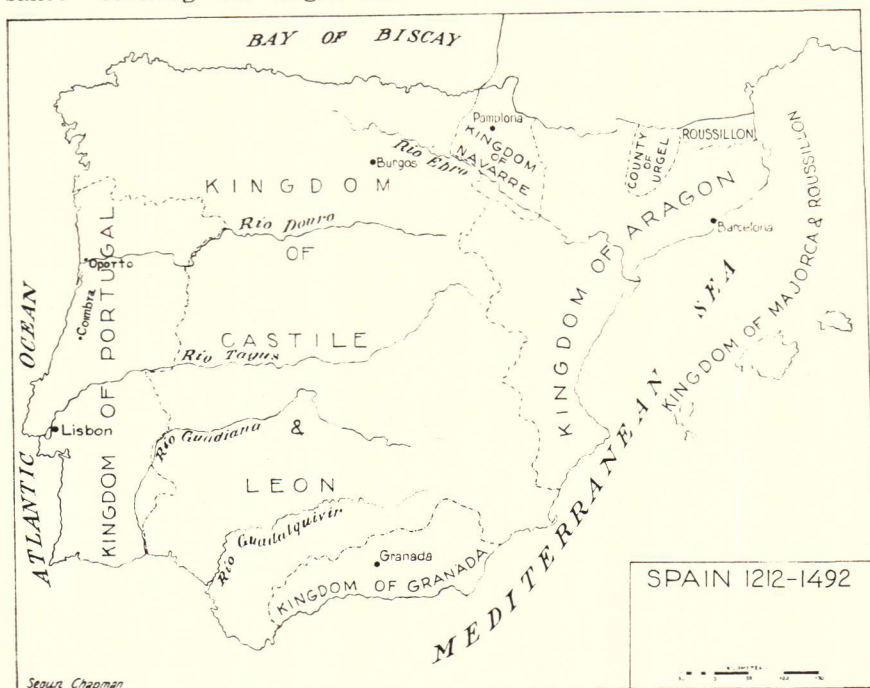 BAY OF BISCAY
Pamplona
KINGDOM
OF
NAVARRE
ROUSSILLON
COUNTY
OF
URGEL
Rio Ebro
Burgos
KINGDOM
OF
CASTILE
&
LEON
KINGDOM OF ARAGON
Barcelona
KINGDOM OF MAJORCA & ROUSSILLON
Rio Douro
Oporto
Coimbra
KINGDOM OF PORTUGAL
Rio Tagus
Lisbon
Rio Guadiana
Rio Guadalquivir
Granada
KINGDOM OF GRANADA
ATLANTIC OCEAN
MEDITERRANEAN SEA
SPAIN 1212-1492
Segun Chapman